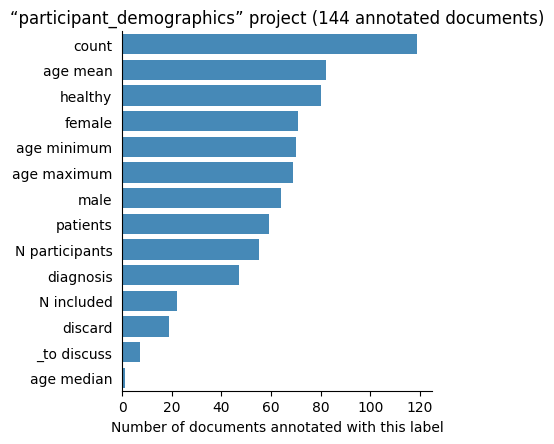 “participant_demographics” project (144 annotated documents)
count
age mean
healthy
female
age minimum
age maximum
male
patients
N participants
diagnosis
N included
discard
_to discuss
age median
0 20 40 60 80 100 120
Number of documents annotated with this label